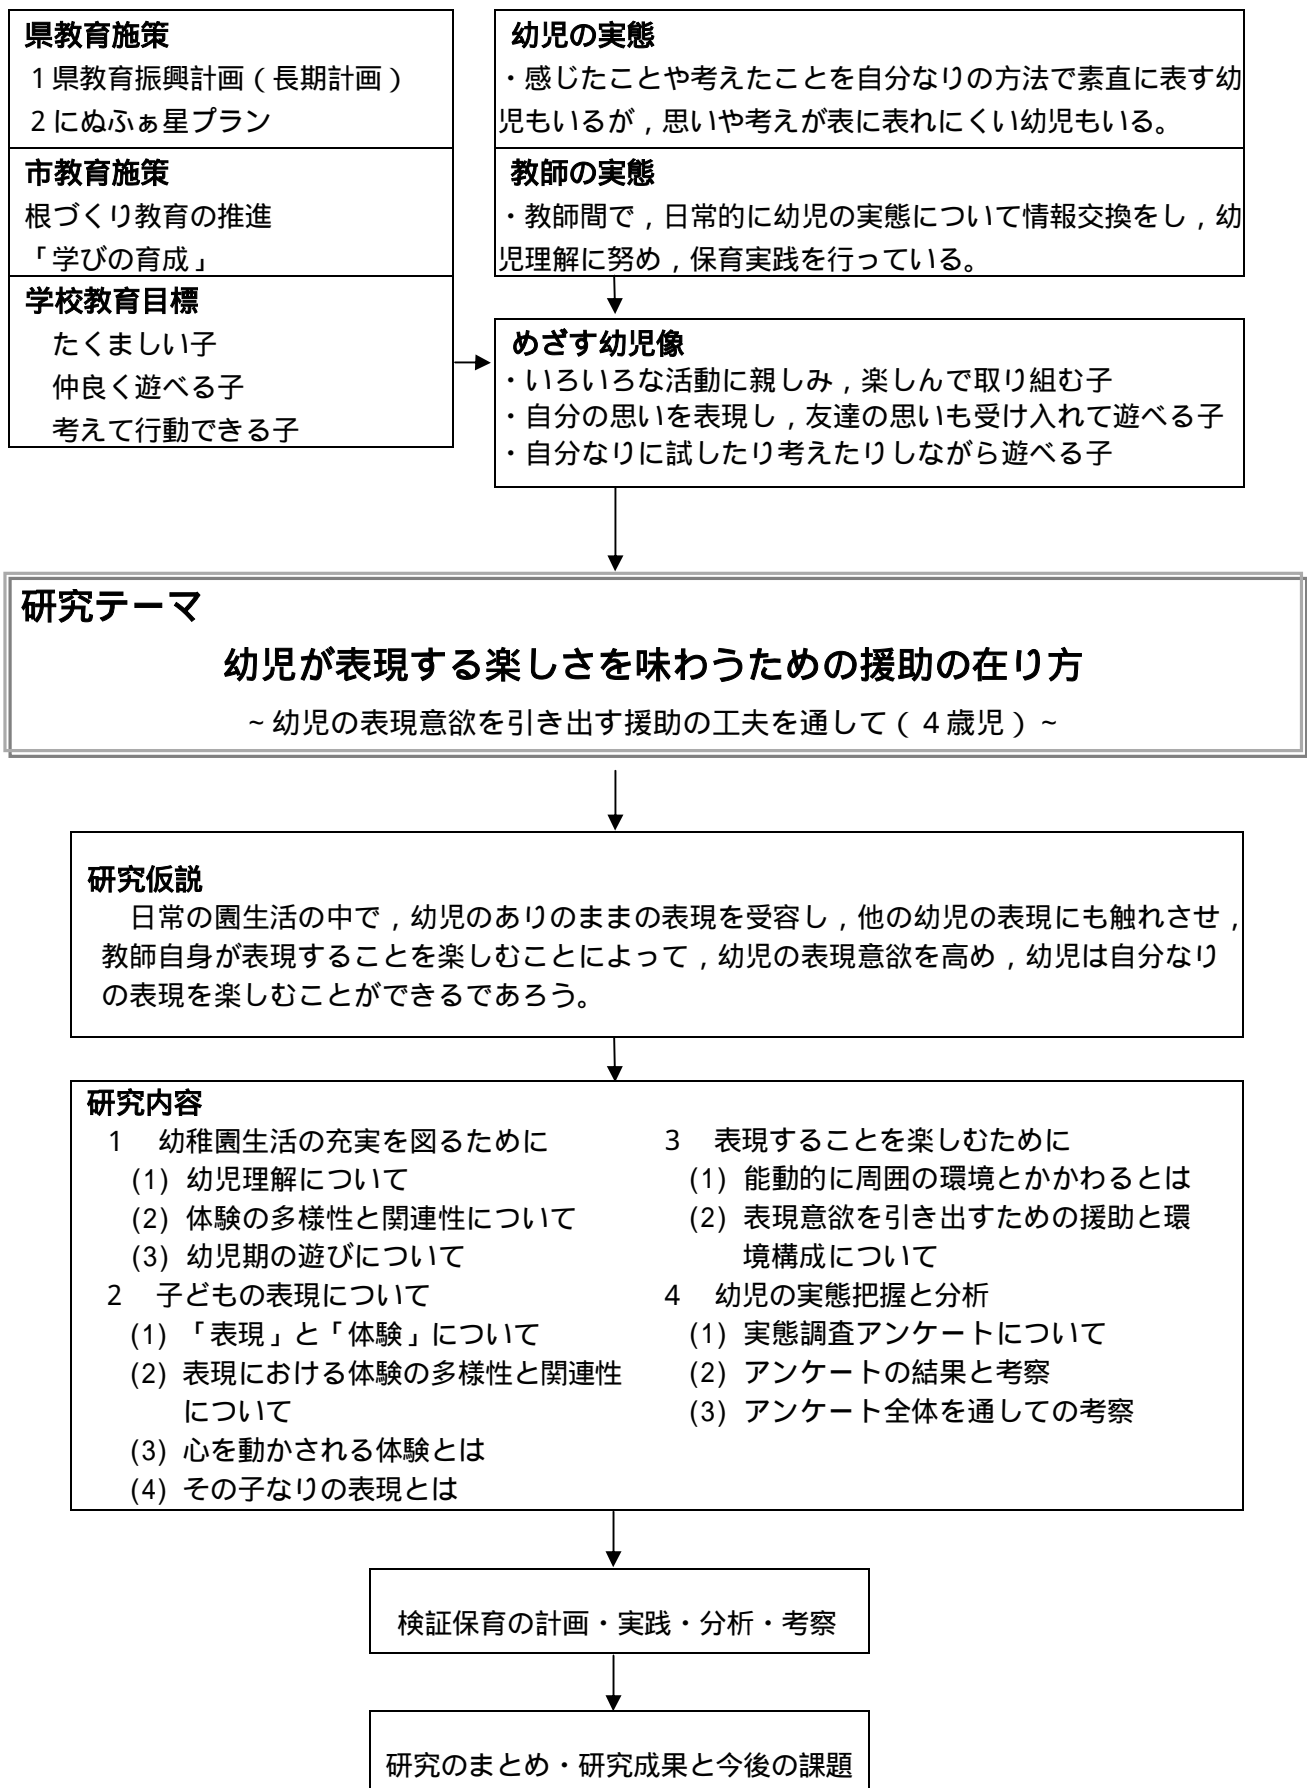 県教育施策
1県教育振興計画(長期計画)
2にぬふぁ星プラン
市教育施策
根づくり教育の推進
「学びの育成」
学校教育目標
たくましい子
仲良く遊べる子
考えて行動できる子
幼児の実態
・感じたことや考えたことを自分なりの方法で素直に表す幼
児もいるが,思いや考えが表に表れにくい幼児もいる。
教師の実態
・教師間で,日常的に幼児の実態について情報交換をし,幼
児理解に努め,保育実践を行っている。
めざす幼児像
・いろいろな活動に親しみ,楽しんで取り組む子
・自分の思いを表現し,友達の思いも受け入れて遊べる子
・自分なりに試したり考えたりしながら遊べる子
研究テーマ
幼児が表現する楽しさを味わうための援助の在り方
~幼児の表現意欲を引き出す援助の工夫を通して(4歳児)~
研究仮説
日常の園生活の中で,幼児のありのままの表現を受容し,他の幼児の表現にも触れさせ,
教師自身が表現することを楽しむことによって,幼児の表現意欲を高め,幼児は自分なり
の表現を楽しむことができるであろう。
研究内容
1 幼稚園生活の充実を図るために
(1) 幼児理解について
(2) 体験の多様性と関連性について
(3) 幼児期の遊びについて
2 子どもの表現について
(1) 「表現」と「体験」について
(2) 表現における体験の多様性と関連性
について
(3) 心を動かされる体験とは
(4) その子なりの表現とは
3 表現することを楽しむために
(1) 能動的に周囲の環境とかかわるとは
(2) 表現意欲を引き出すための援助と環
境構成について
4 幼児の実態把握と分析
(1) 実態調査アンケートについて
(2) アンケートの結果と考察
(3) アンケート全体を通しての考察
検証保育の計画・実践・分析・考察
研究のまとめ・研究成果と今後の課題